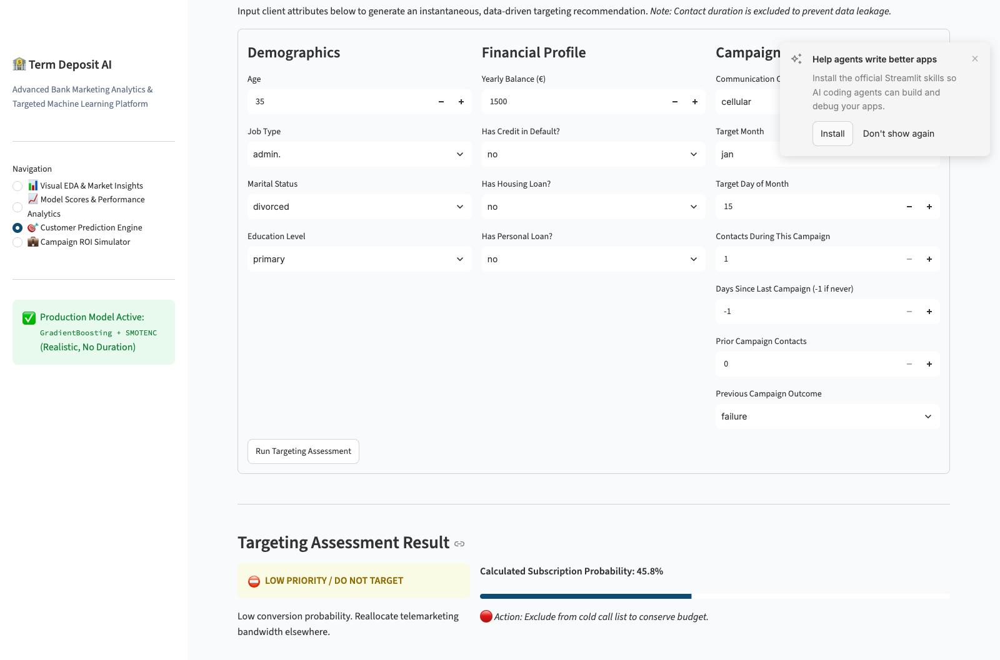 Term Deposit AI
Advanced Bank Marketing Analytics &
Targeted Machine Learning Platform
Navigation
Visual EDA & Market Insights
Model Scores & Performance
Analytics
Customer Prediction Engine
Campaign ROI Simulator
Production Model Active:
GradientBoosting + SMOTENC
(Realistic, No Duration)
Input client attributes below to generate an instantaneous, data-driven targeting recommendation. Note: Contact duration is excluded to prevent data leakage.
Demographics
Age
35
Job Type
admin.
Marital Status
divorced
Education Level
primary
Financial Profile
Yearly Balance (€)
1500
Has Credit in Default?
no
Has Housing Loan?
no
Has Personal Loan?
no
Campaign
Communication C
cellular
Target Month
jan
Target Day of Month
15
Contacts During This Campaign
1
Days Since Last Campaign (-1 if never)
-1
Prior Campaign Contacts
0
Previous Campaign Outcome
failure
Help agents write better apps
Install the official Streamlit skills so
AI coding agents can build and
debug your apps.
Install
Don't show again
Run Targeting Assessment
Targeting Assessment Result
LOW PRIORITY / DO NOT TARGET
Low conversion probability. Reallocate telemarketing
bandwidth elsewhere.
Calculated Subscription Probability: 45.8%
Action: Exclude from cold call list to conserve budget.